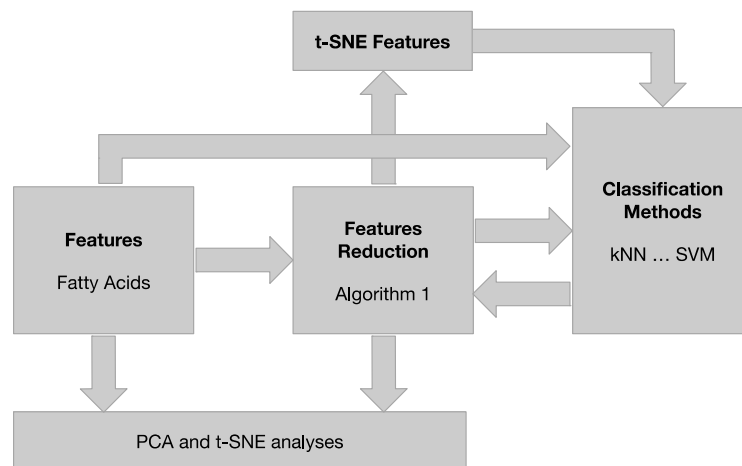 t-SNE Features
Features
Fatty Acids
Features
Reduction
Algorithm 1
Classification
Methods
kNN ... SVM
PCA and t-SNE analyses